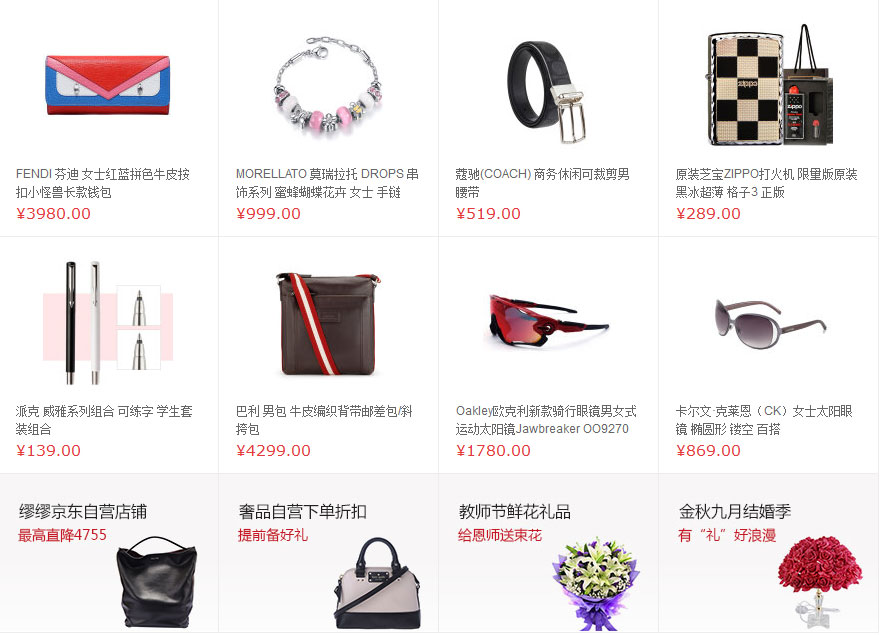 FENDI 芬迪 女士红蓝拼色牛皮按
扣小怪兽长款钱包
¥3980.00
MORELLATO 莫瑞拉托 DROPS 串
饰系列 蜜蜂蝴蝶花卉 女士 手链
¥999.00
蔻驰(COACH) 商务休闲可裁剪男
腰带
¥519.00
zippo
原装芝宝ZIPPO打火机 限量版原装
黑冰超薄 格子3 正版
¥289.00
派克 威雅系列组合 可练字 学生套
装组合
¥139.00
巴利 男包 牛皮编织背带邮差包/斜
挎包
¥4299.00
Oakley欧克利新款骑行眼镜男女式
运动太阳镜Jawbreaker OO9270
¥1780.00
卡尔文·克莱恩（CK）女士太阳眼
镜 椭圆形 镂空 百搭
¥869.00
缪缪京东自营店铺
最高直降4755
奢品自营下单折扣
提前备好礼
教师节鲜花礼品
给恩师送束花
金秋九月结婚季
有“礼”好浪漫